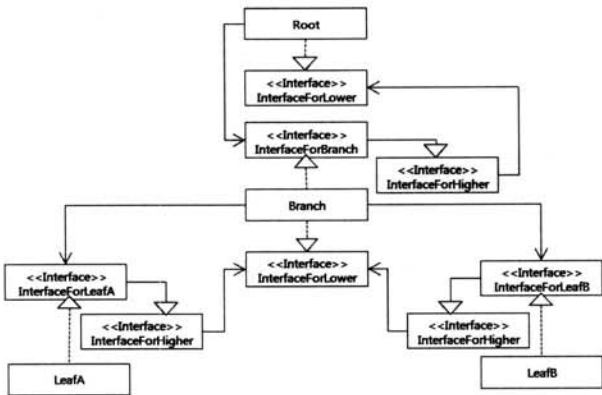 Root
<<Interface>>
InterfaceForLower
<<Interface>>
InterfaceForBranch
<<Interface>>
InterfaceForHigher
Branch
<<Interface>>
InterfaceForLower
<<Interface>>
InterfaceForLeafA
<<Interface>>
InterfaceForLeafB
<<Interface>>
InterfaceForHigher
<<Interface>>
InterfaceForHigher
LeafA
LeafB